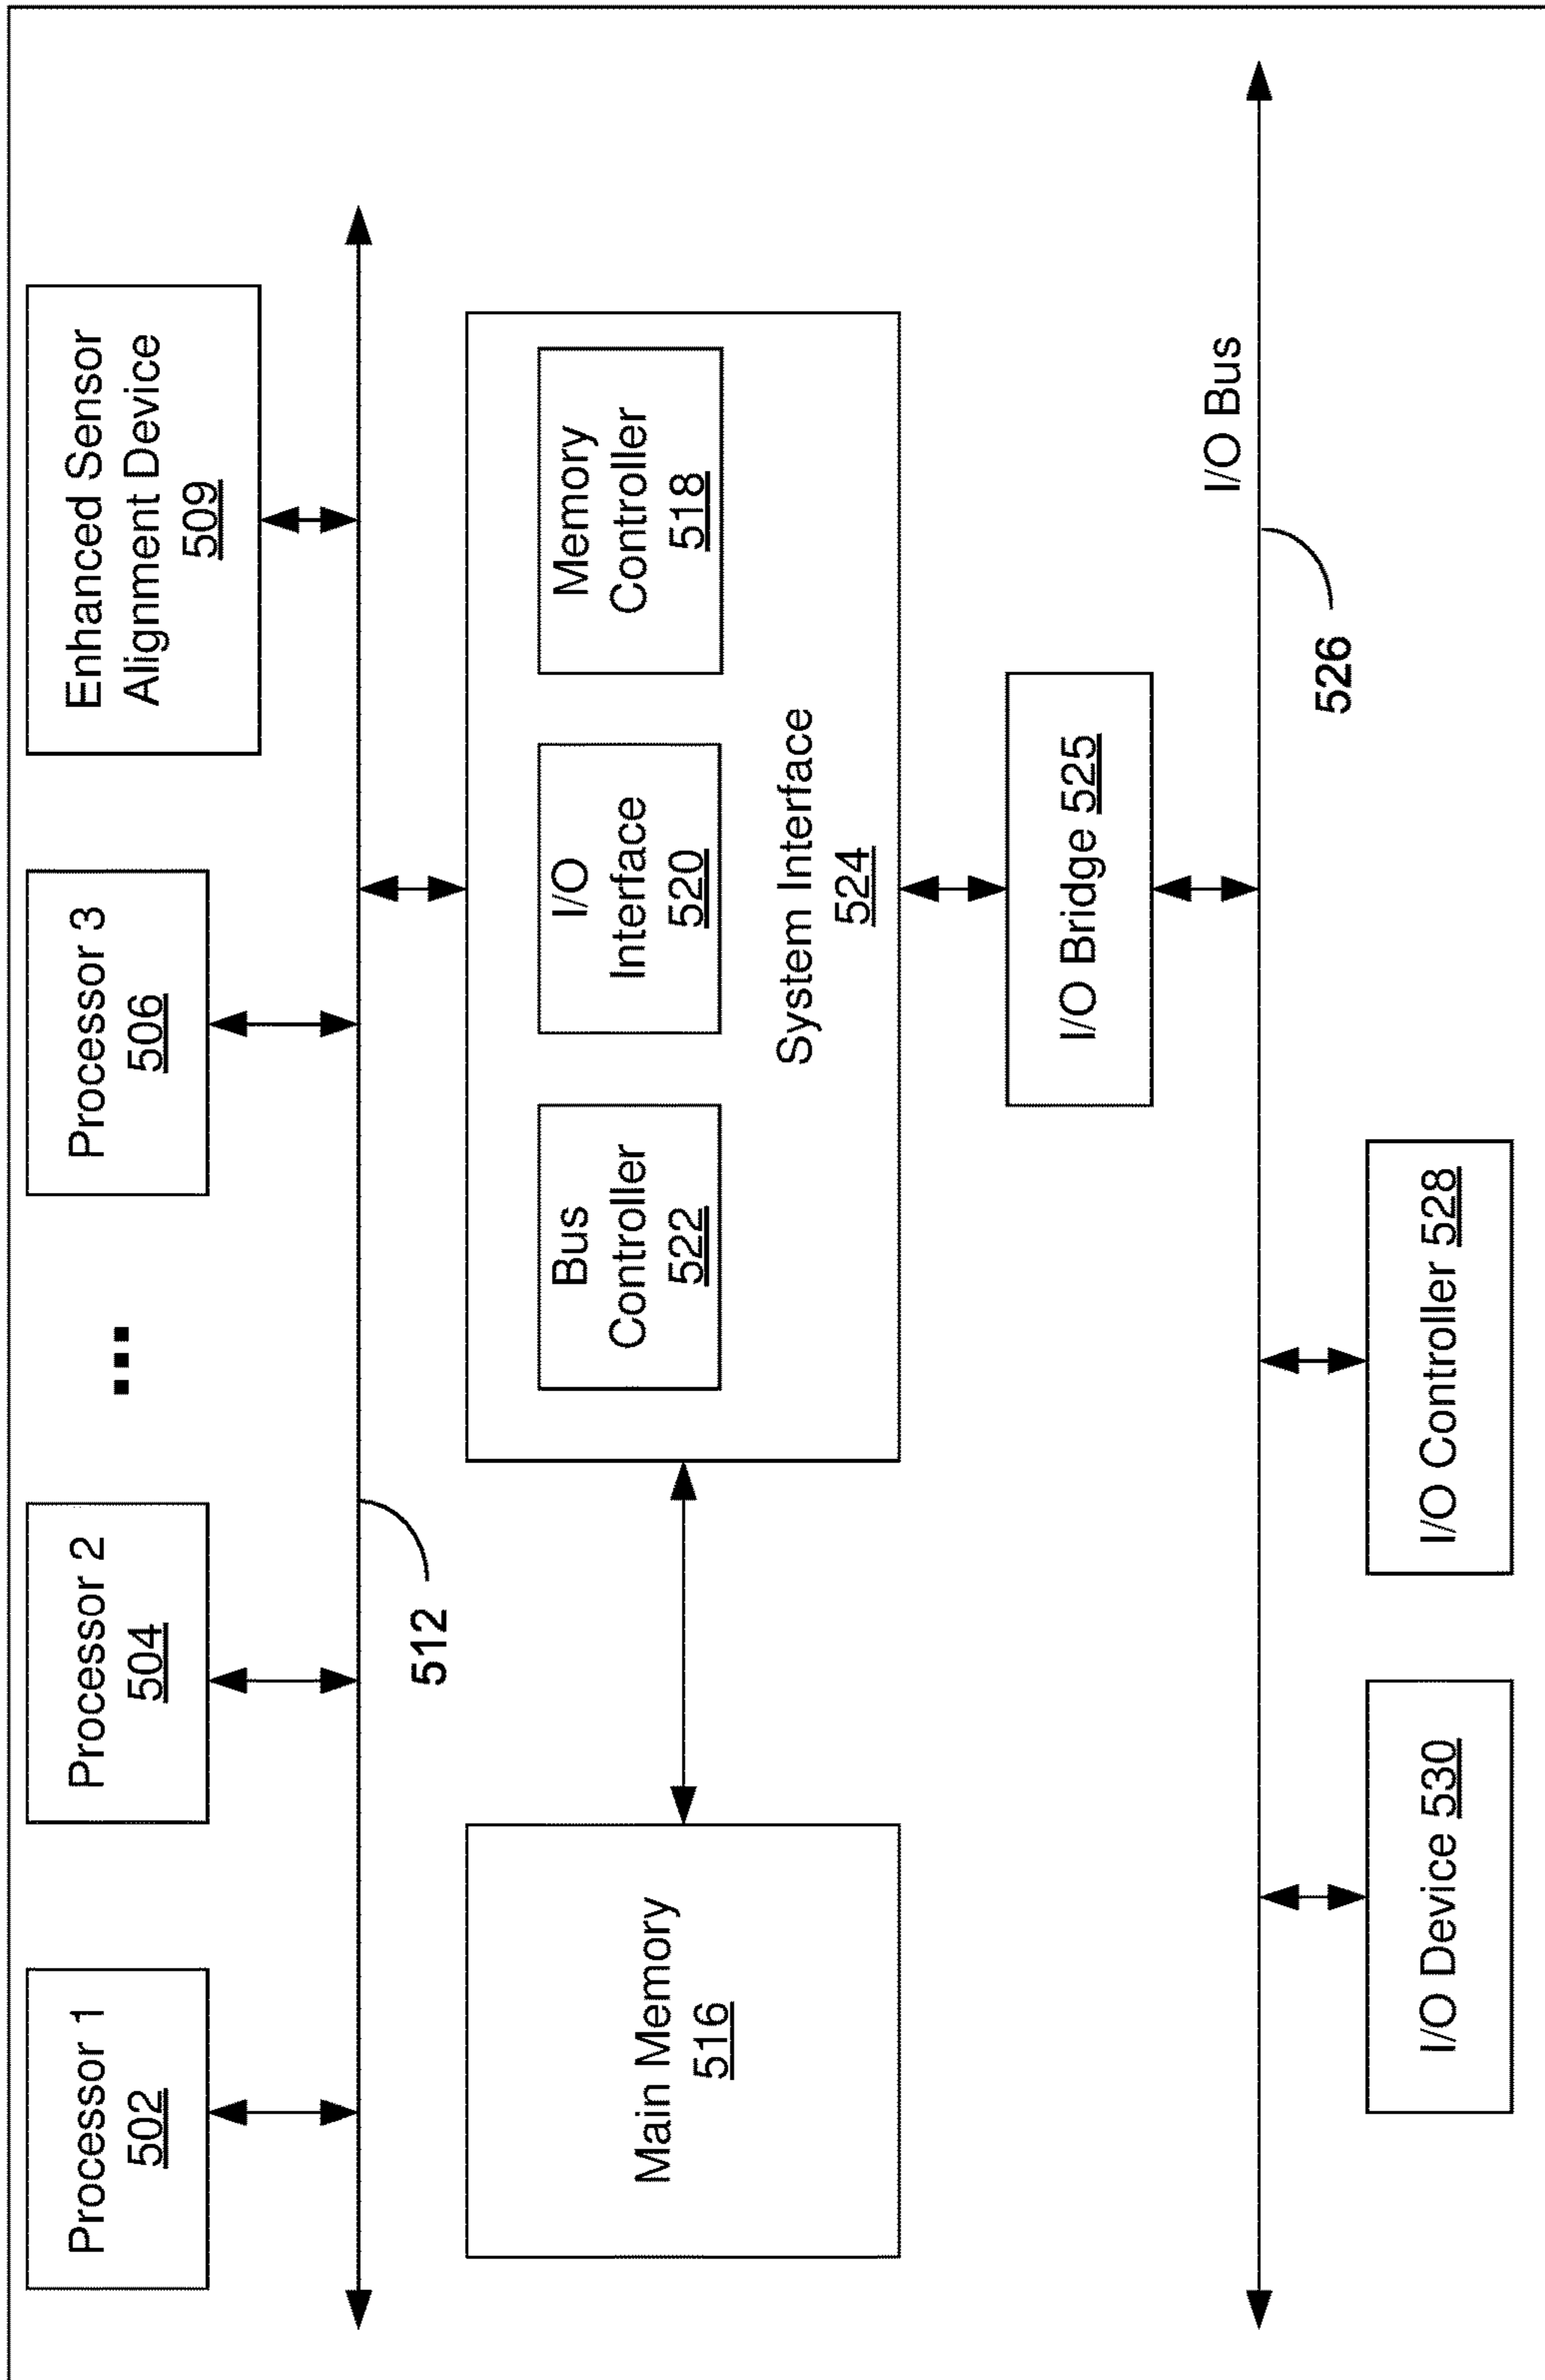 Processor 1
502
Processor 2
504
...
Processor 3
506
Enhanced Sensor
Alignment Device
509
512
Main Memory
516
Bus
Controller
522
I/O
Interface
520
Memory
Controller
518
System Interface
524
I/O Bridge 525
I/O Bus
526
I/O Device 530
I/O Controller 528